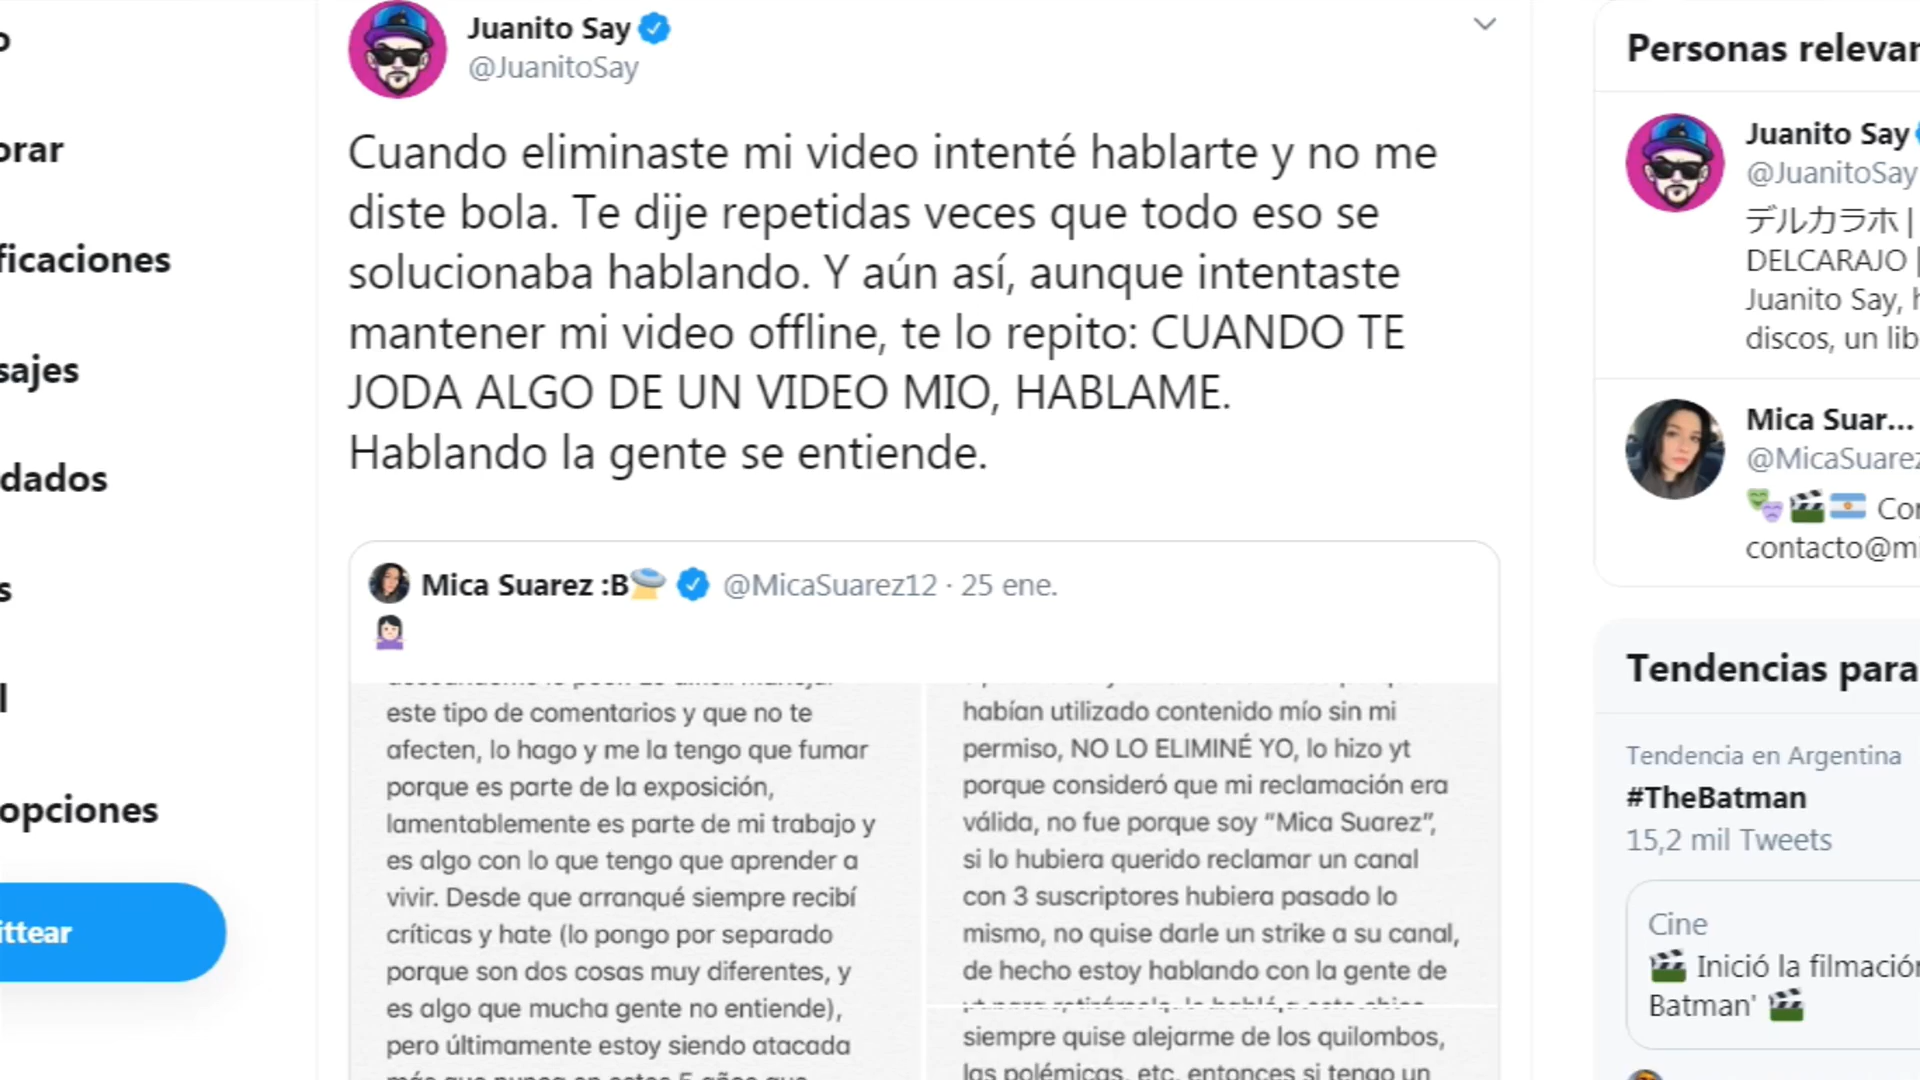 orar
ficaciones
sajes
dados
s
opciones
ittear
Juanito Say
@JuanitoSay
Cuando eliminaste mi video intenté hablarte y no me
diste bola. Te dije repetidas veces que todo eso se
solucionaba hablando. Y aún así, aunque intentaste
mantener mi video offline, te lo repito: CUANDO TE
JODA ALGO DE UN VIDEO MIO, HABLAME.
Hablando la gente se entiende.
Mica Suarez :B🛸 @MicaSuarez12 · 25 ene.
🤷🏻‍♀️
este tipo de comentarios y que no te
afecten, lo hago y me la tengo que fumar
porque es parte de la exposición,
lamentablemente es parte de mi trabajo y
es algo con lo que tengo que aprender a
vivir. Desde que arranqué siempre recibí
críticas y hate (lo pongo por separado
porque son dos cosas muy diferentes, y
es algo que mucha gente no entiende),
pero últimamente estoy siendo atacada
habían utilizado contenido mío sin mi
permiso, NO LO ELIMINÉ YO, lo hizo yt
porque consideró que mi reclamación era
válida, no fue porque soy “Mica Suarez”,
si lo hubiera querido reclamar un canal
con 3 suscriptores hubiera pasado lo
mismo, no quise darle un strike a su canal,
de hecho estoy hablando con la gente de
siempre quise alejarme de los quilombos,
las polémicas, etc, entonces si tengo un
Personas relevan
Juanito Say
@JuanitoSay
デルカラホ |
DELCARAJO |
Juanito Say, h
discos, un lib
Mica Suar...
@MicaSuarez
🎭🎬🇦🇷 Con
contacto@mi
Tendencias para
Tendencia en Argentina
#TheBatman
15,2 mil Tweets
Cine
🎬 Inició la filmación
Batman' 🎬